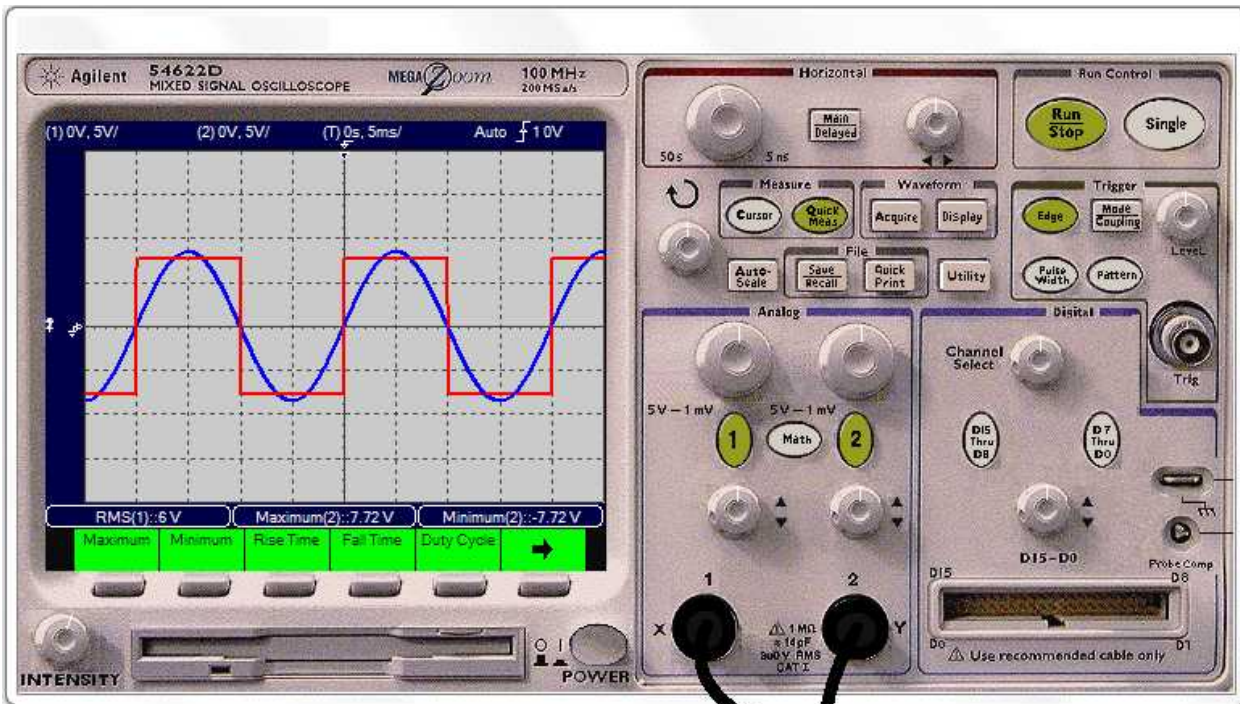 Agilent 54622D
MIXED SIGNAL OSCILLOSCOPE
MEGA Zoom
100 MHz
200 MSa/s
(1) 0V, 5V/ (2) 0V, 5V/ (T) 0s, 5ms/ Auto 1 0V
RMS(1)::6 V Maximum(2)::7.72 V Minimum(2)::-7.72 V
Maximum Minimum Rise Time Fall Time Duty Cycle
INTENSITY
POWER
Horizontal
Main
Delayed
50 s 5 ns
Run Control
Run
Stop
Single
Measure
Cursor
Quick
Meas
Waveform
Acquire
Display
Trigger
Edge
Mode
Coupling
Level
Pulse
Width
Pattern
Trig
Auto-
Scale
File
Save
Recall
Quick
Print
Utility
Analog
5V – 1 mV 5V – 1 mV
1
Math
2
1 2
X Y
1 MΩ
≈ 14pF
300 V RMS
CAT I
Digital
Channel
Select
D15
Thru
D8
D7
Thru
D0
D15-D0
Probe Comp
D15 D8
D0 D7
Use recommended cable only